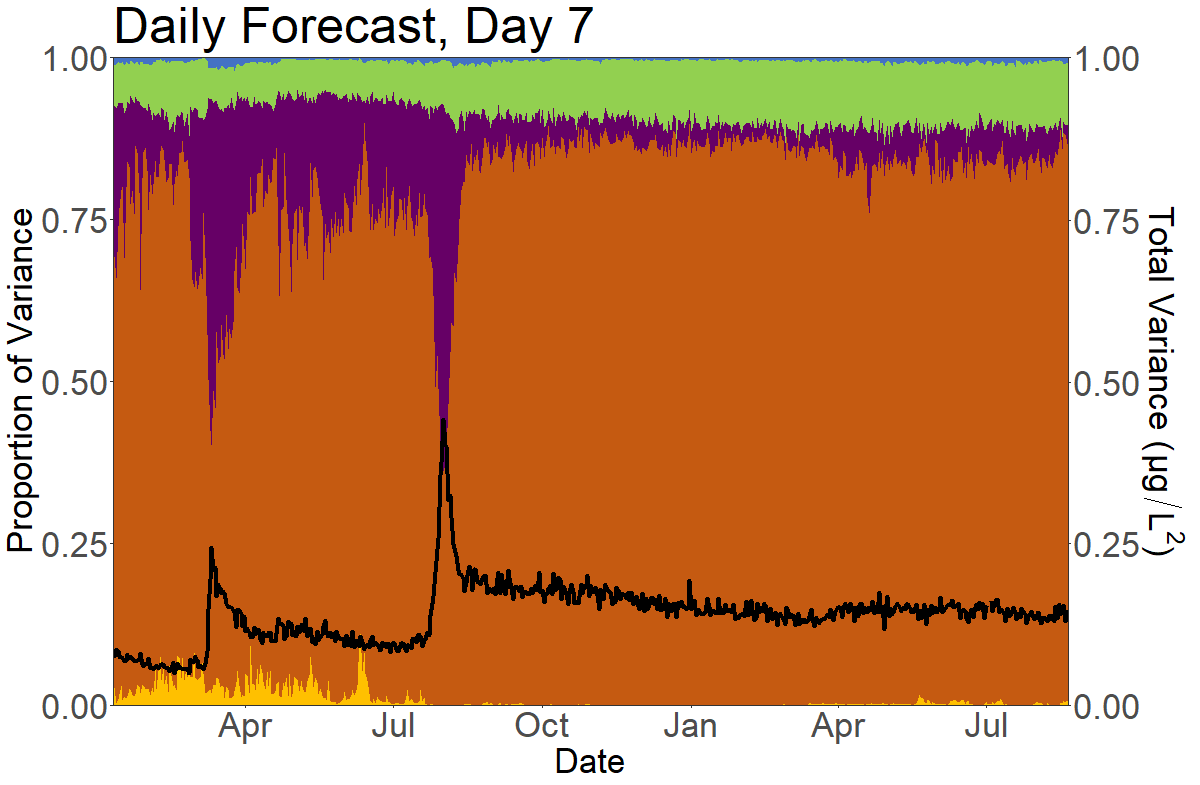 Daily Forecast, Day 7
Proportion of Variance
1.00
0.75
0.50
0.25
0.00
1.00
0.75
0.50
0.25
0.00
Total Variance (µg/L²)
Apr Jul Oct Jan Apr Jul
Date